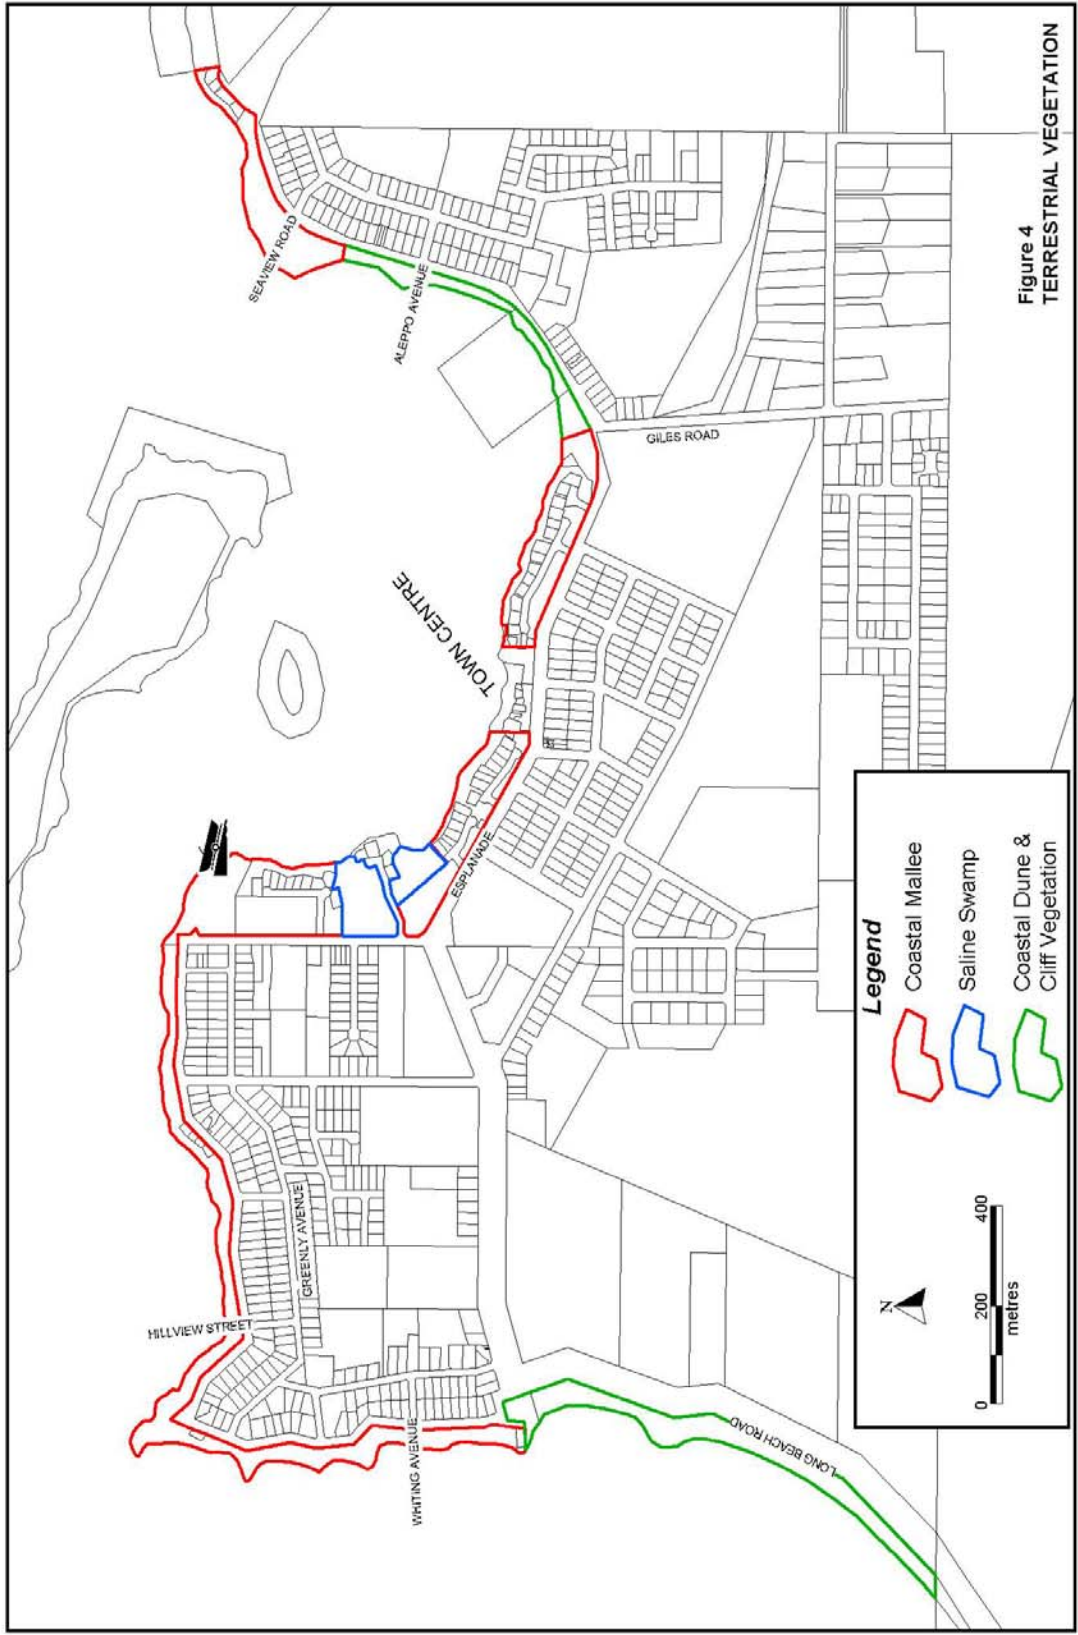 Figure 4
TERRESTRIAL VEGETATION
SEAVIEW ROAD
ALEPPO AVENUE
GILES ROAD
TOWN CENTRE
ESPLANADE
GREENLY AVENUE
HILLVIEW STREET
WHITING AVENUE
LONG BEACH ROAD
Legend
Coastal Mallee
Saline Swamp
Coastal Dune &
Cliff Vegetation
N
0 200 400
metres